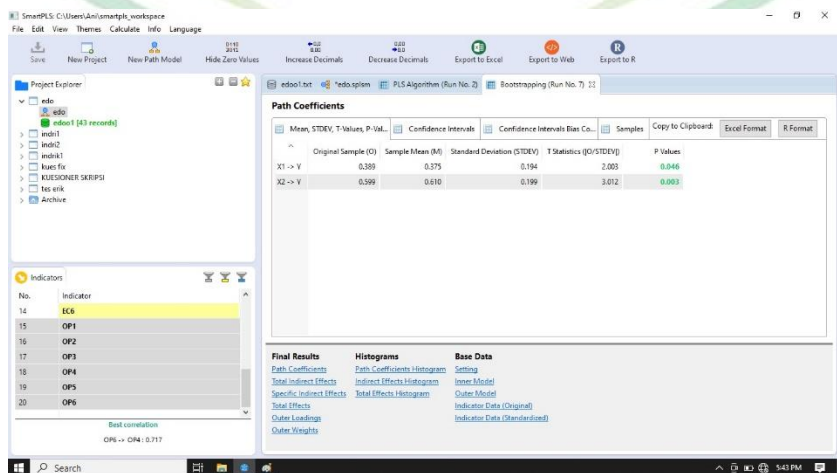 SmartPLS: C:\Users\Ani\smartpls_workspace
File Edit View Themes Calculate Info Language
Save New Project New Path Model Hide Zero Values Increase Decimals Decrease Decimals Export to Excel Export to Web Export to R
Project Explorer
edo
edo
edoo1 [43 records]
indri1
indri2
indrik1
kues fix
KUESIONER SKRIPSI
tes erik
Archive
Indicators
No. Indicator
14 EC6
15 OP1
16 OP2
17 OP3
18 OP4
19 OP5
20 OP6
Best correlation
OP6 -> OP4 : 0.717
edoo1.txt *edo.splsm PLS Algorithm (Run No. 2) Bootstrapping (Run No. 7)
Path Coefficients
Mean, STDEV, T-Values, P-Val... Confidence Intervals Confidence Intervals Bias Co... Samples Copy to Clipboard: Excel Format R Format
Original Sample (O) Sample Mean (M) Standard Deviation (STDEV) T Statistics (|O/STDEV|) P Values
X1 -> Y 0.389 0.375 0.194 2.003 0.046
X2 -> Y 0.599 0.610 0.199 3.012 0.003
Final Results Histograms Base Data
Path Coefficients Path Coefficients Histogram Setting
Total Indirect Effects Indirect Effects Histogram Inner Model
Specific Indirect Effects Total Effects Histogram Outer Model
Total Effects Indicator Data (Original)
Outer Loadings Indicator Data (Standardized)
Outer Weights
Search
5:43 PM